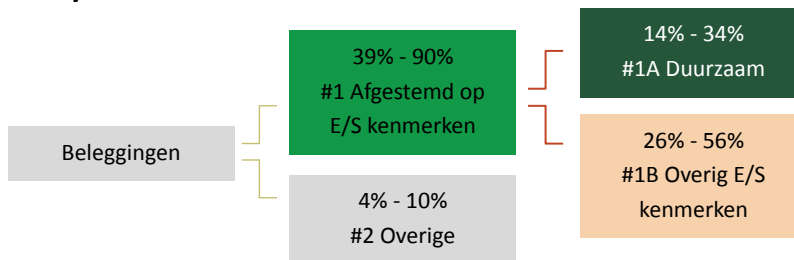 Beleggingen
39% - 90%
#1 Afgestemd op
E/S kenmerken
4% - 10%
#2 Overige
14% - 34%
#1A Duurzaam
26% - 56%
#1B Overig E/S
kenmerken